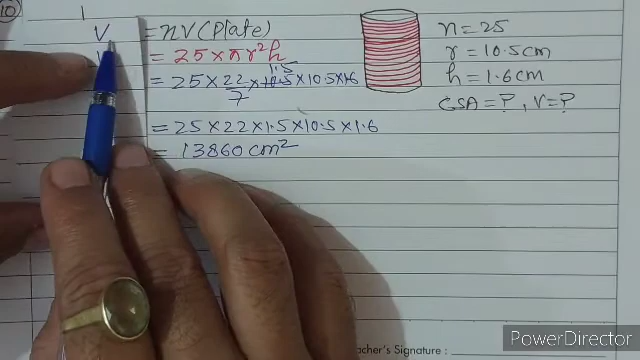 10
V = nV(Plate)
= 25×πr²h
1.5
= 25×22/7×10.5×10.5×1.6
= 25×22×1.5×10.5×1.6
= 13860 cm²
n = 25
r = 10.5cm
h = 1.6cm
CSA = ? , V = ?
acher's Signature :
PowerDirector